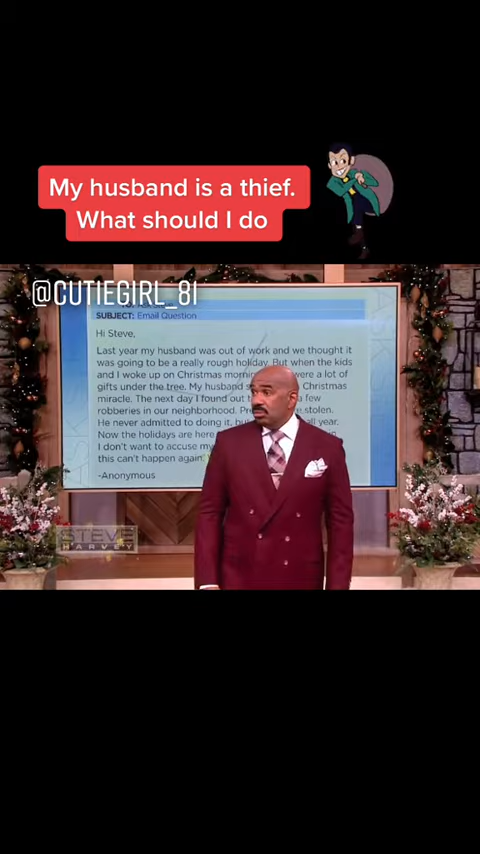 My husband is a thief.
What should I do
@CUTIEGIRL_81
SUBJECT: Email Question
Hi Steve,
Last year my husband was out of work and we thought it
was going to be a really rough holiday. But when the kids
and I woke up on Christmas were a lot of
gifts under the tree. My husband Christmas
miracle. The next day I found out a few
robberies in our neighborhood. stolen.
He never admitted to doing it, all year.
Now the holidays are here
I don't want to accuse my
this can't happen again.
-Anonymous
STEVE
HARVEY